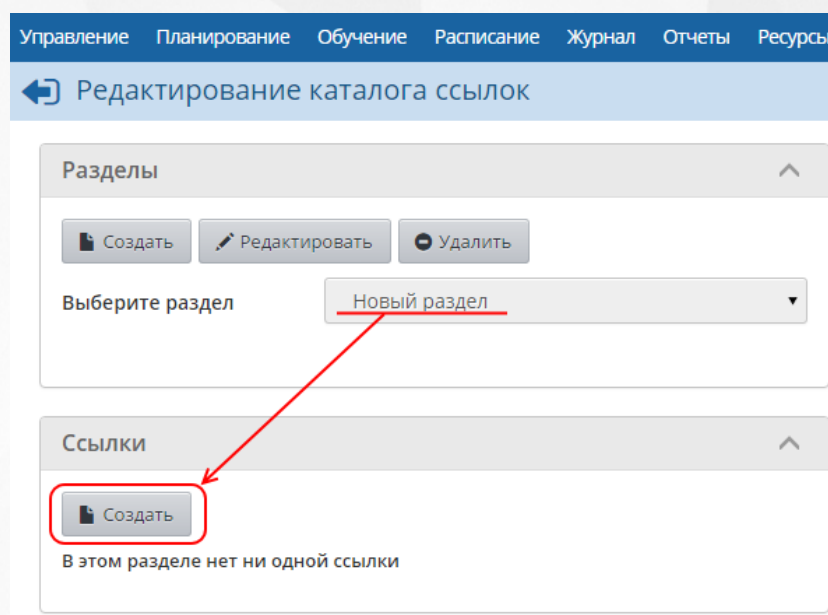 Управление Планирование Обучение Расписание Журнал Отчеты Ресурсы
Редактирование каталога ссылок
Разделы
Создать Редактировать Удалить
Выберите раздел Новый раздел
Ссылки
Создать
В этом разделе нет ни одной ссылки